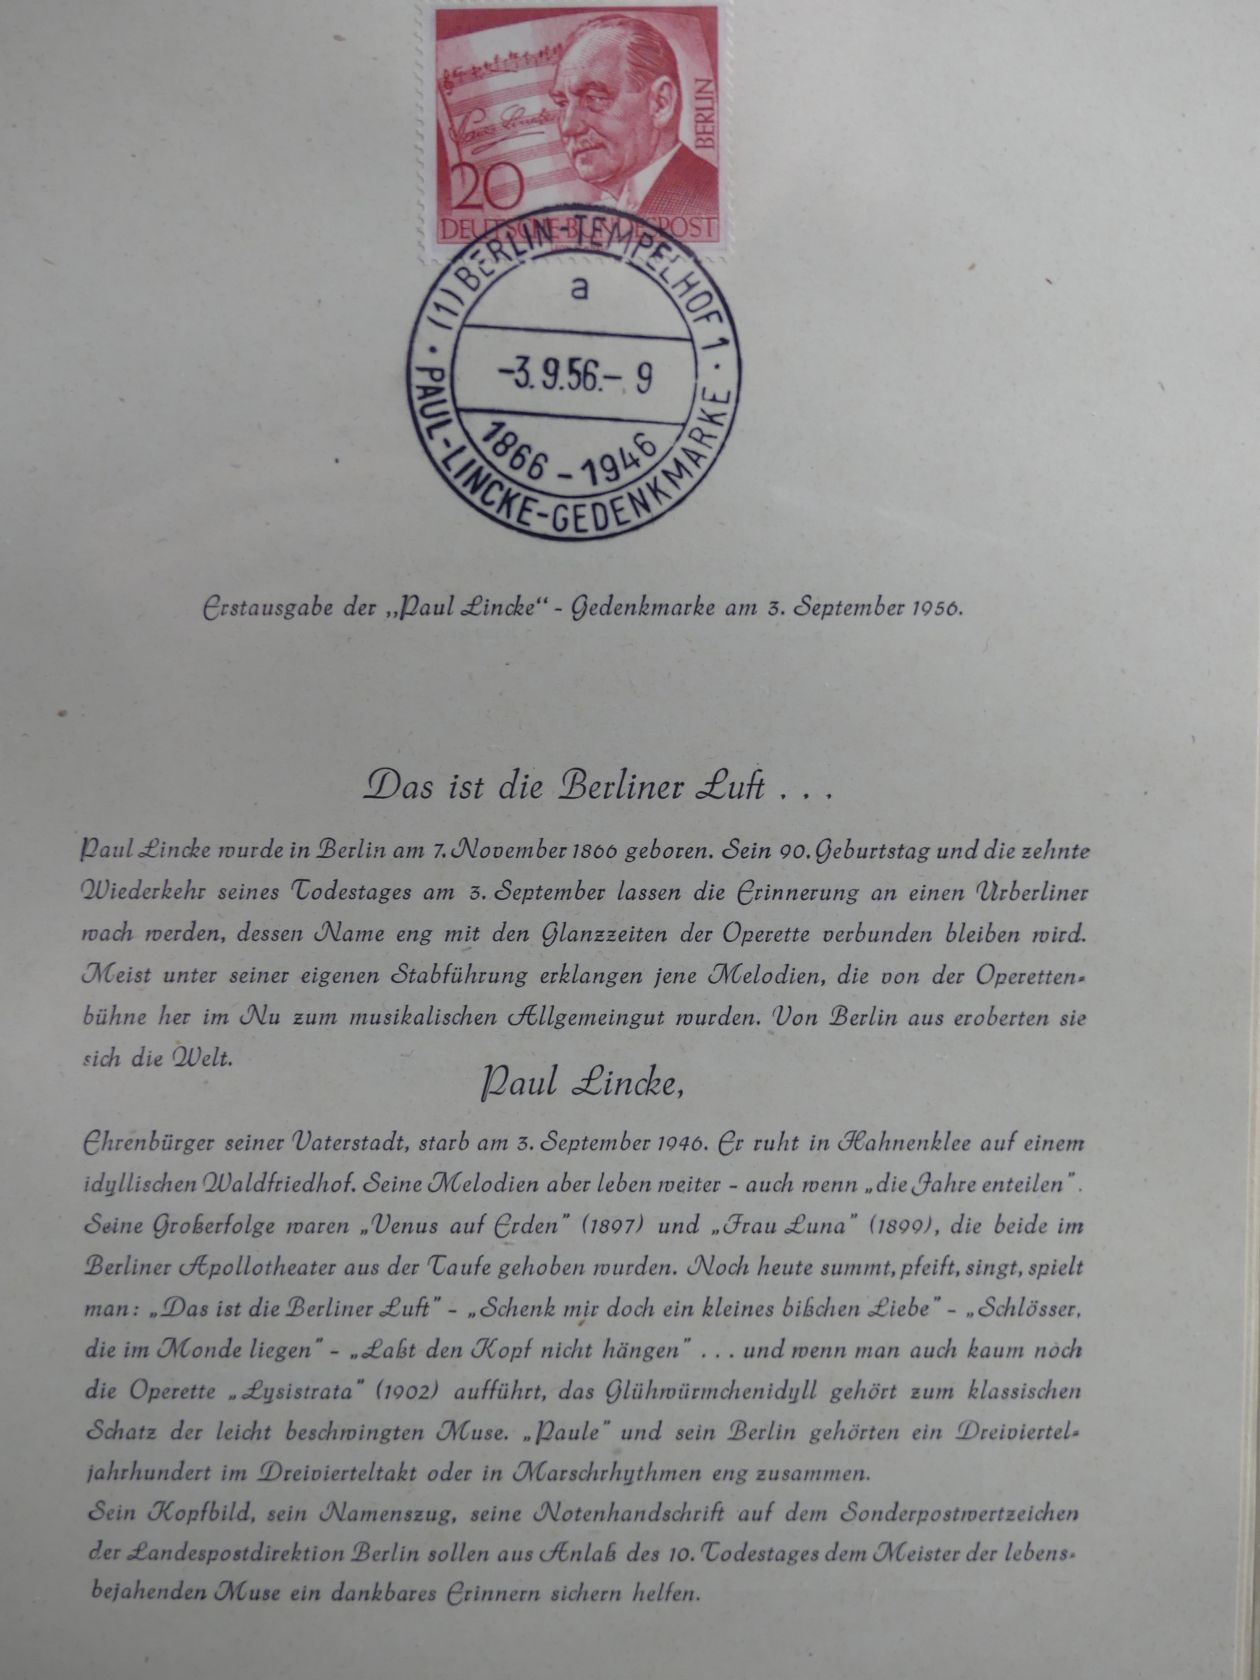 Paul Lincke
20
BERLIN
DEUTSCHE BUNDESPOST
(1) BERLIN-TEMPELHOF 1
a
-3.9.56.- 9
1866 - 1946
PAUL-LINCKE-GEDENKMARKE
Erstausgabe der „Paul Lincke“ - Gedenkmarke am 3. September 1956.
Das ist die Berliner Luft . . .
Paul Lincke wurde in Berlin am 7. November 1866 geboren. Sein 90. Geburtstag und die zehnte
Wiederkehr seines Todestages am 3. September lassen die Erinnerung an einen Urberliner
wach werden, dessen Name eng mit den Glanzzeiten der Operette verbunden bleiben wird.
Meist unter seiner eigenen Stabführung erklangen jene Melodien, die von der Operetten-
bühne her im Nu zum musikalischen Allgemeingut wurden. Von Berlin aus eroberten sie
sich die Welt.
Paul Lincke,
Ehrenbürger seiner Vaterstadt, starb am 3. September 1946. Er ruht in Hahnenklee auf einem
idyllischen Waldfriedhof. Seine Melodien aber leben weiter - auch wenn „die Jahre enteilen".
Seine Großerfolge waren „Venus auf Erden" (1897) und „Frau Luna" (1899), die beide im
Berliner Apollotheater aus der Taufe gehoben wurden. Noch heute summt, pfeift, singt, spielt
man: „Das ist die Berliner Luft" - „Schenk mir doch ein kleines bißchen Liebe" - „Schlösser,
die im Monde liegen" - „Laßt den Kopf nicht hängen" . . . und wenn man auch kaum noch
die Operette „Lysistrata" (1902) aufführt, das Glühwürmchenidyll gehört zum klassischen
Schatz der leicht beschwingten Muse. „Paule" und sein Berlin gehörten ein Dreiviertel-
jahrhundert im Dreivierteltakt oder in Marschrhythmen eng zusammen.
Sein Kopfbild, sein Namenszug, seine Notenhandschrift auf dem Sonderpostwertzeichen
der Landespostdirektion Berlin sollen aus Anlaß des 10. Todestages dem Meister der lebens-
bejahenden Muse ein dankbares Erinnern sichern helfen.